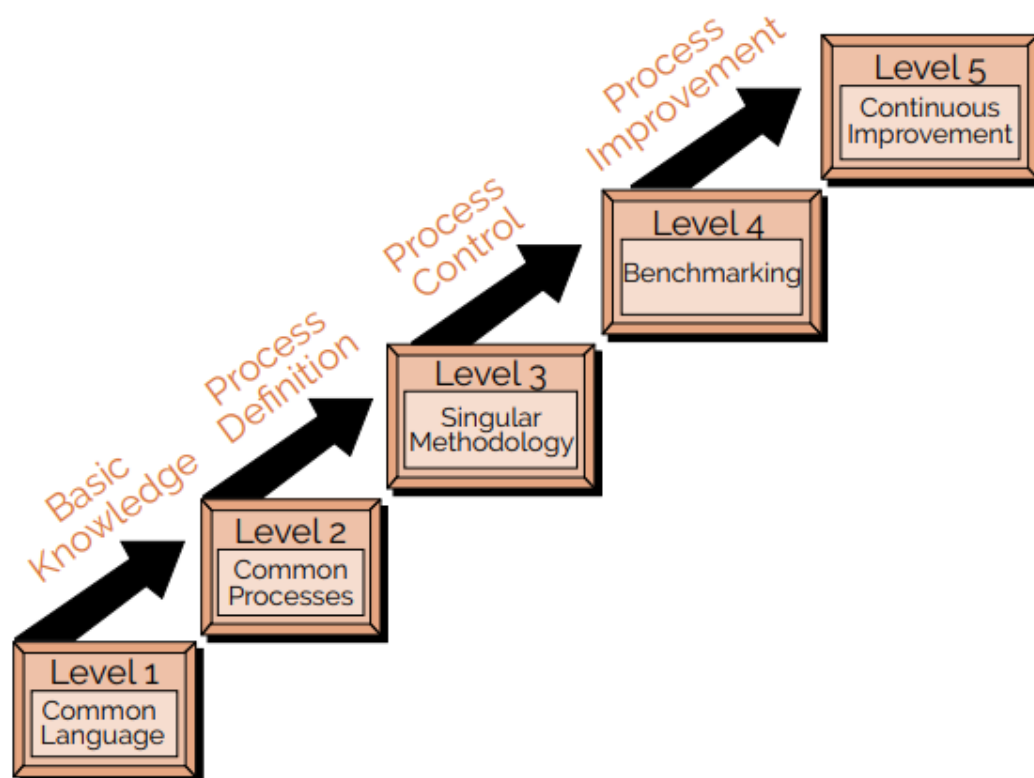 Process
Improvement
Level 5
Continuous
Improvement
Process
Control
Level 4
Benchmarking
Process
Definition
Level 3
Singular
Methodology
Basic
Knowledge
Level 2
Common
Processes
Level 1
Common
Language